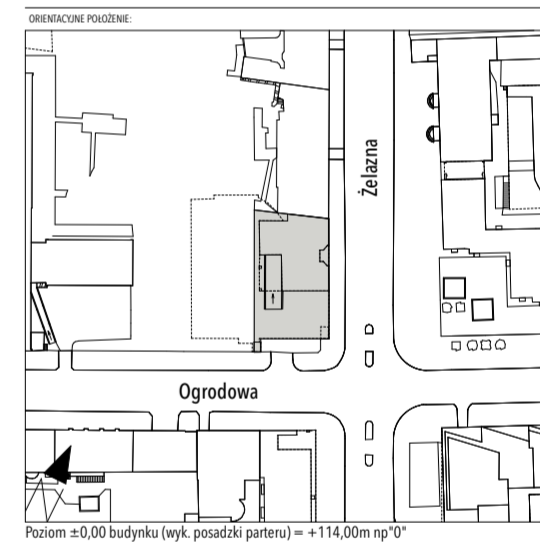 ORIENTACYJNE POŁOŻENIE:
Żelazna
Ogrodowa
Poziom ±0,00 budynku (wyk. posadzki parteru) = +114,00m np"0"